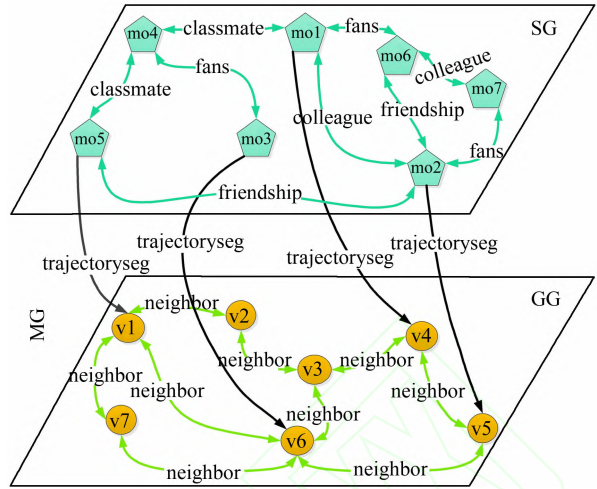 mo4
classmate
mo1
fans
SG
mo6
colleague
mo7
fans
classmate
friendship
colleague
mo5
mo3
mo2
fans
friendship
trajectoryseg
trajectoryseg
trajectoryseg
trajectoryseg
MG
GG
neighbor
v1
v2
v4
neighbor
v3
neighbor
neighbor
neighbor
neighbor
neighbor
v7
v6
v5
neighbor
neighbor